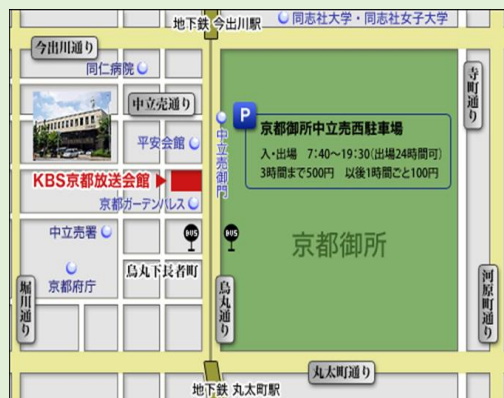 地下鉄 今出川駅
同志社大学・同志社女子大学
今出川通り
同仁病院
寺町通り
中立売通り
P
京都御所中立売西駐車場
入・出場 7:40～19:30(出場24時間可)
3時間まで500円 以後1時間ごと100円
中立売御門
平安会館
KBS京都放送会館
京都ガーデンパレス
中立売署
BUS
BUS
京都御所
烏丸下長者町
京都府庁
堀川通り
烏丸通り
河原町通り
丸太町通り
地下鉄 丸太町駅